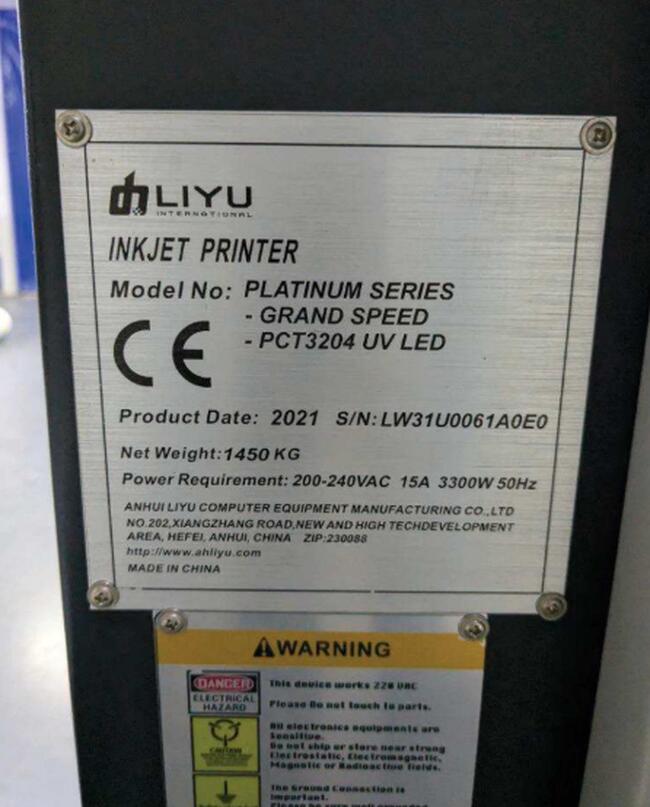 LIYU
INTERNATIONAL
INKJET PRINTER
Model No: PLATINUM SERIES
- GRAND SPEED
- PCT3204 UV LED
CE
Product Date: 2021 S/N: LW31U0061A0E0
Net Weight:1450 KG
Power Requirement: 200-240VAC 15A 3300W 50Hz
ANHUI LIYU COMPUTER EQUIPMENT MANUFACTURING CO.,LTD
NO.202,XIANGZHANG ROAD,NEW AND HIGH TECHDEVELOPMENT
AREA, HEFEI, ANHUI, CHINA ZIP:230088
http://www.ahliyu.com
MADE IN CHINA
WARNING
DANGER
ELECTRICAL
HAZARD
This device works 220 VAC
Please Do not touch to parts.
CAUTION
All electronics equipments are
Sensitive.
Do not ship or store near strong
Electrostatic, Electromagnetic,
Magnetic or Radioactive fields.
The Ground Connection is
important.
Please be sure well grounded